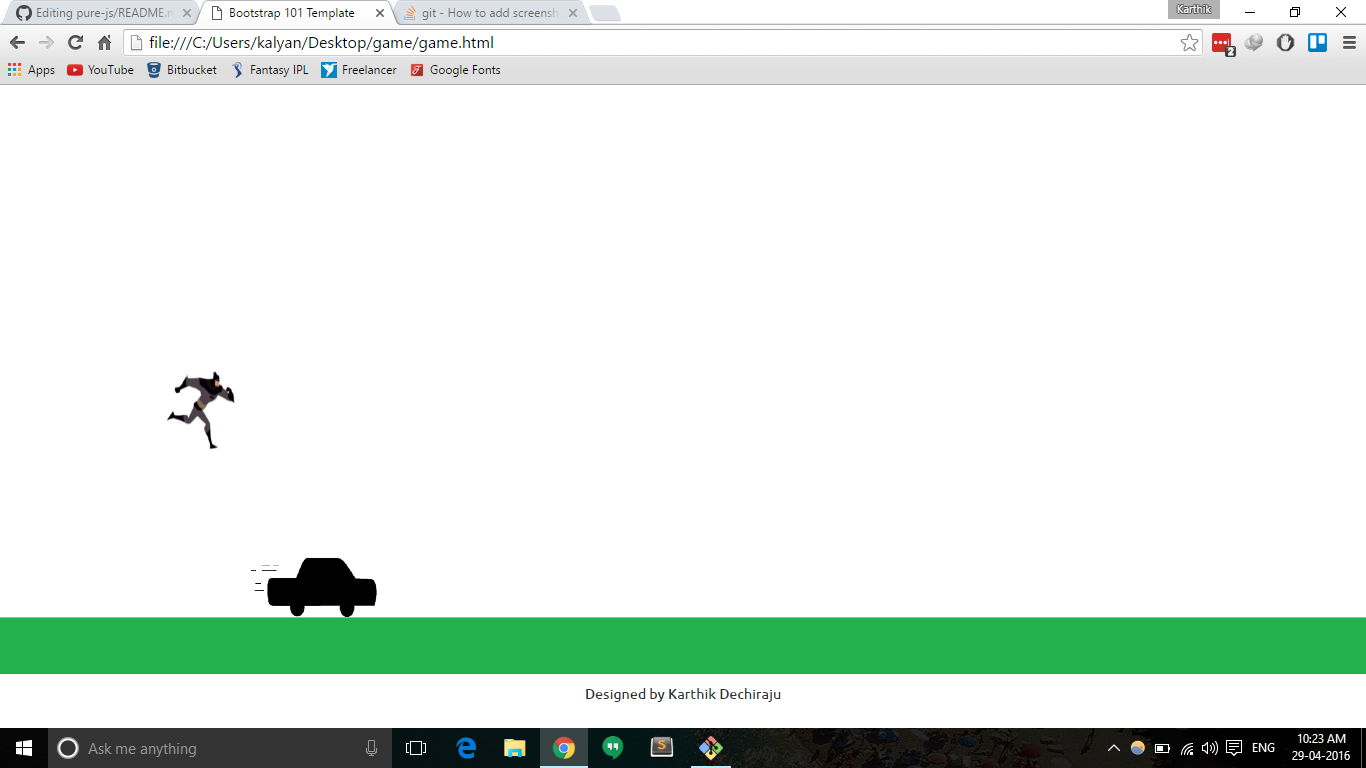 Editing pure-js/README.m
Bootstrap 101 Template
git - How to add screensh
Karthik
file:///C:/Users/kalyan/Desktop/game/game.html
2
Apps
YouTube
Bitbucket
Fantasy IPL
Freelancer
Google Fonts
Designed by Karthik Dechiraju
Ask me anything
ENG
10:23 AM
29-04-2016